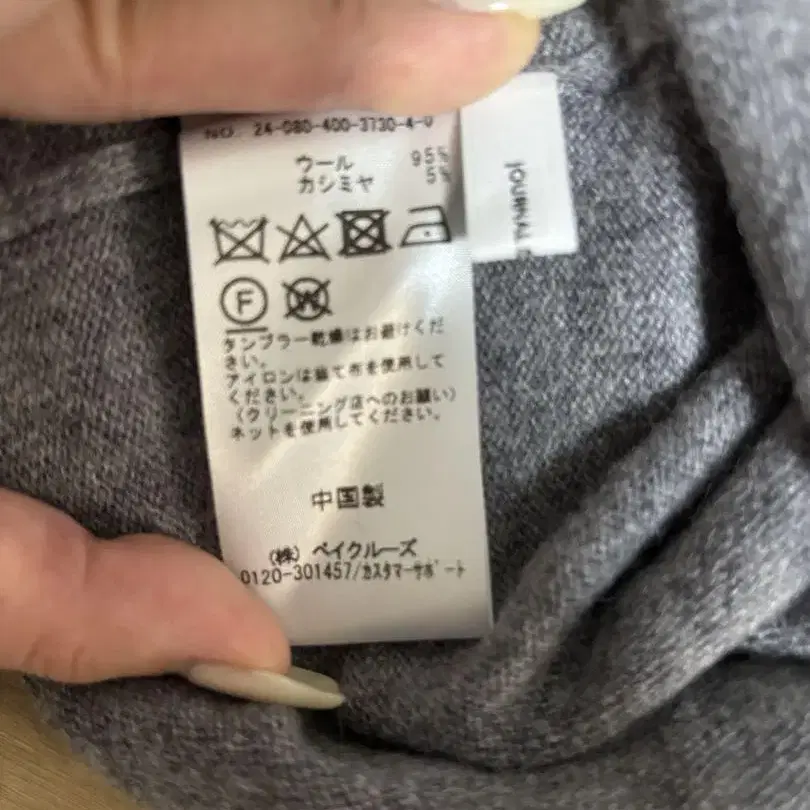 NO. 24-080-400-3730-4-0
ウール 95%
カシミヤ 5%
F
W
タンブラー乾燥はお避けくだ
さい。
アイロンは当て布を使用して
ください。
(クリーニング店へのお願い)
ネットを使用してください。
中国製
(株) ベイクルーズ
0120-301457/カスタマーサポート
JOURNAL